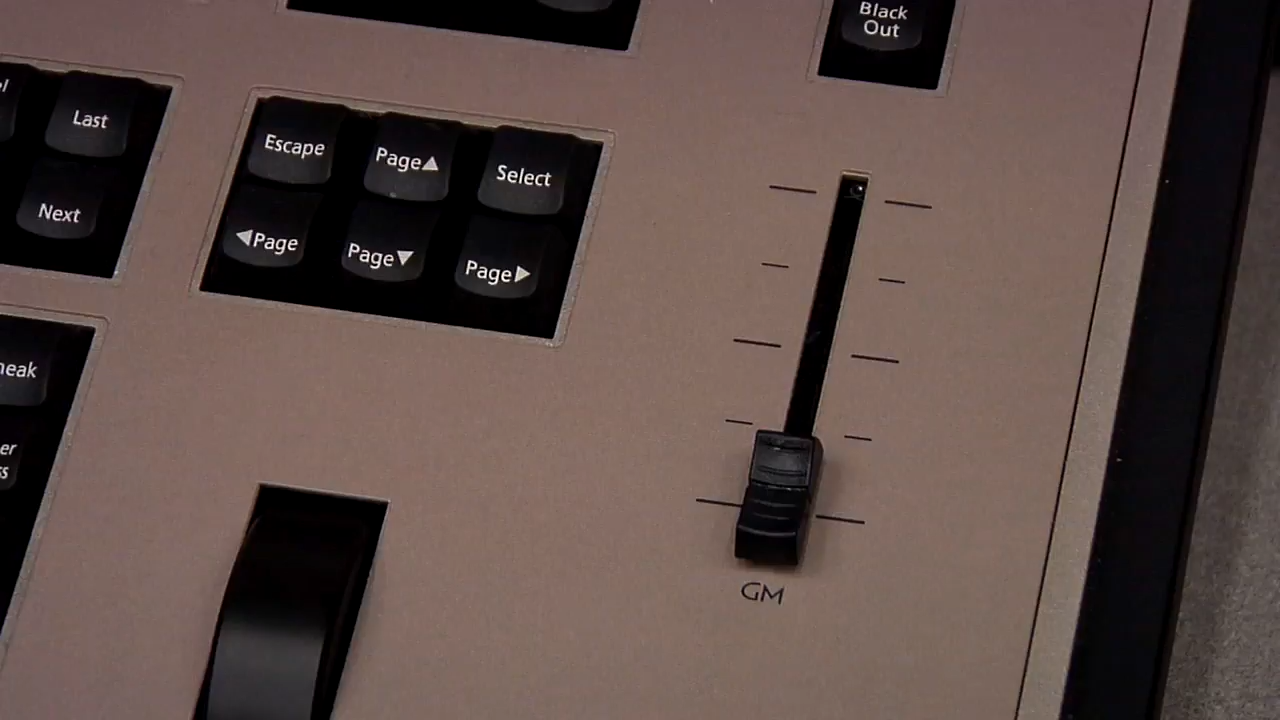 Black
Out
Last
Escape
Page▲
Select
Next
◀Page
Page▼
Page▶
GM